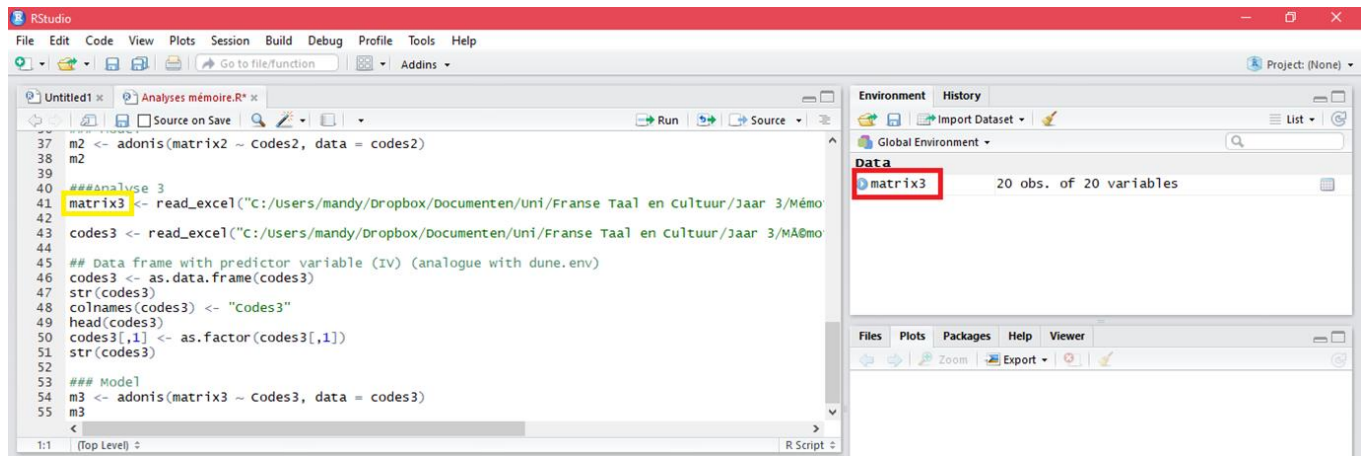 RStudio
File Edit Code View Plots Session Build Debug Profile Tools Help
Go to file/function Addins Project: (None)
Untitled1 Analyses mémoire.R*
Source on Save Run Source
37 m2 <- adonis(matrix2 ~ Codes2, data = codes2)
38 m2
39
40 ###Analyse 3
41 matrix3 <- read_excel("C:/Users/mandy/Dropbox/Documenten/Uni/Franse Taal en Cultuur/Jaar 3/Mémo
42
43 codes3 <- read_excel("C:/Users/mandy/Dropbox/Documenten/Uni/Franse Taal en Cultuur/Jaar 3/MÃ©mo
44
45 ## Data frame with predictor variable (IV) (analogue with dune.env)
46 codes3 <- as.data.frame(codes3)
47 str(codes3)
48 colnames(codes3) <- "Codes3"
49 head(codes3)
50 codes3[,1] <- as.factor(codes3[,1])
51 str(codes3)
52
53 ### Model
54 m3 <- adonis(matrix3 ~ Codes3, data = codes3)
55 m3
1:1 (Top Level) R Script
Environment History
Import Dataset List
Global Environment
Data
matrix3 20 obs. of 20 variables
Files Plots Packages Help Viewer
Zoom Export